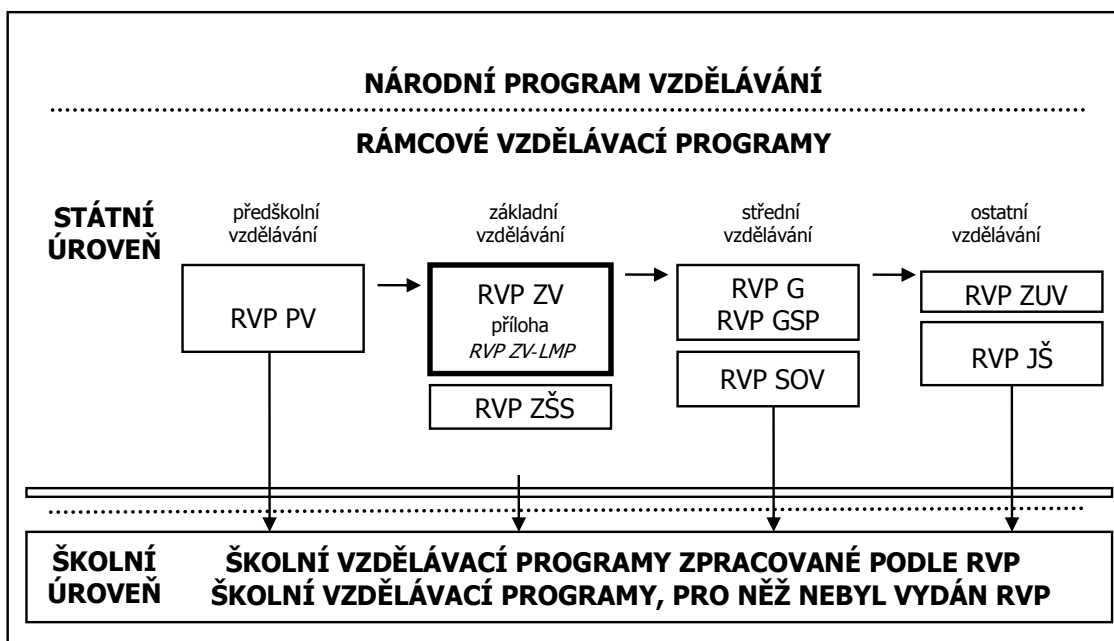 NÁRODNÍ PROGRAM VZDĚLÁVÁNÍ
RÁMCOVÉ VZDĚLÁVACÍ PROGRAMY
STÁTNÍ
ÚROVEŇ
předškolní
vzdělávání
základní
vzdělávání
střední
vzdělávání
ostatní
vzdělávání
RVP PV
RVP ZV
příloha
RVP ZV-LMP
RVP ZŠS
RVP G
RVP GSP
RVP SOV
RVP ZUV
RVP JŠ
ŠKOLNÍ
ÚROVEŇ
ŠKOLNÍ VZDĚLÁVACÍ PROGRAMY ZPRACOVANÉ PODLE RVP
ŠKOLNÍ VZDĚLÁVACÍ PROGRAMY, PRO NĚŽ NEBYL VYDÁN RVP